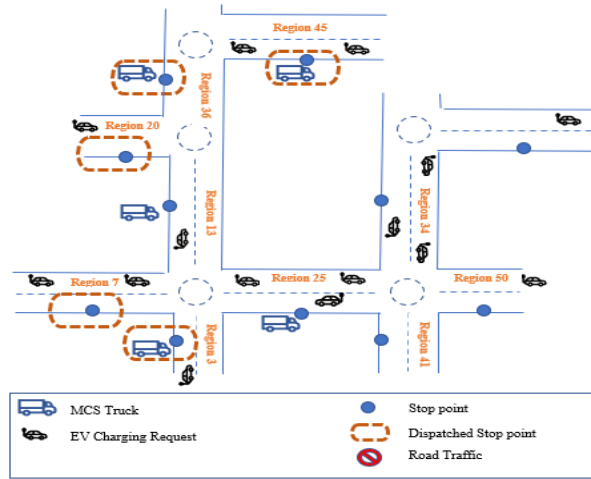 Region 45
Region 36
Region 20
Region 13
Region 34
Region 7
Region 25
Region 50
Region 3
Region 41
MCS Truck
Stop point
EV Charging Request
Dispatched Stop point
Road Traffic